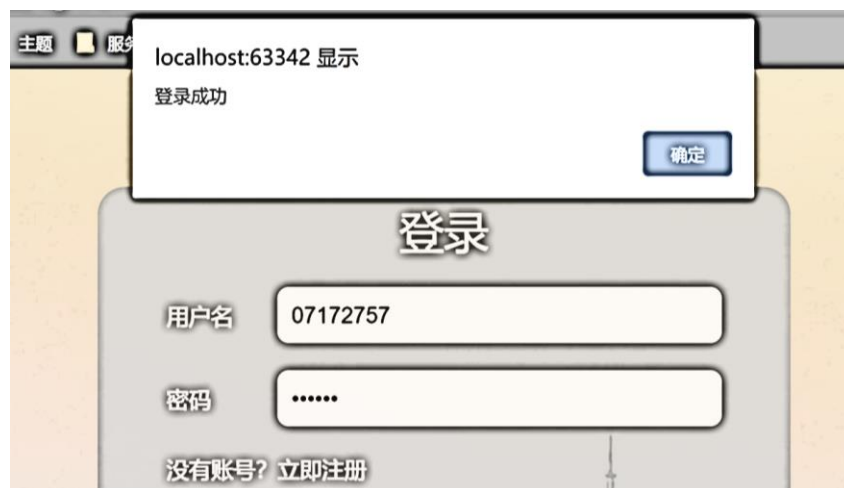 主题 服务
localhost:63342 显示
登录成功
确定
登录
用户名 07172757
密码 ••••••
没有账号？立即注册